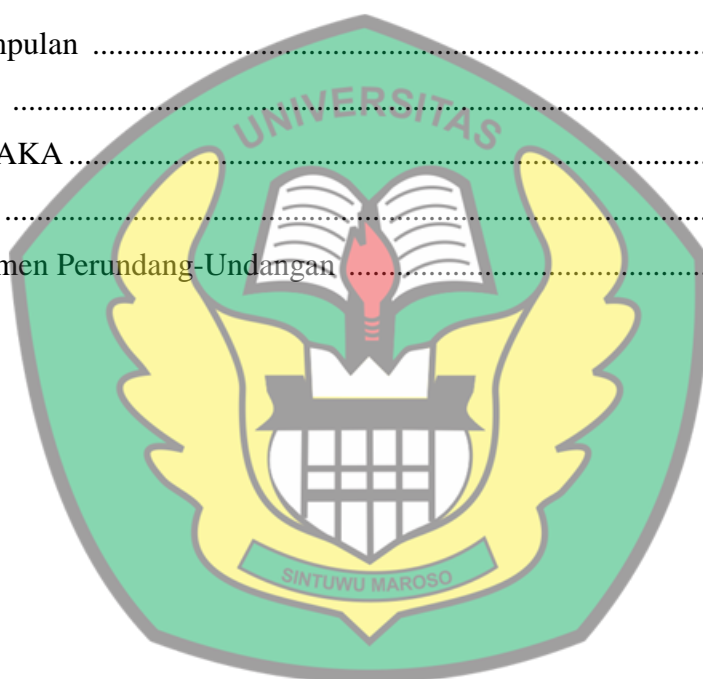 npulan ..........................................................................
..........................................................................
AKA ..........................................................................
..........................................................................
men Perundang-Undangan ..........................................
UNIVERSITAS
SINTUWU MAROSO